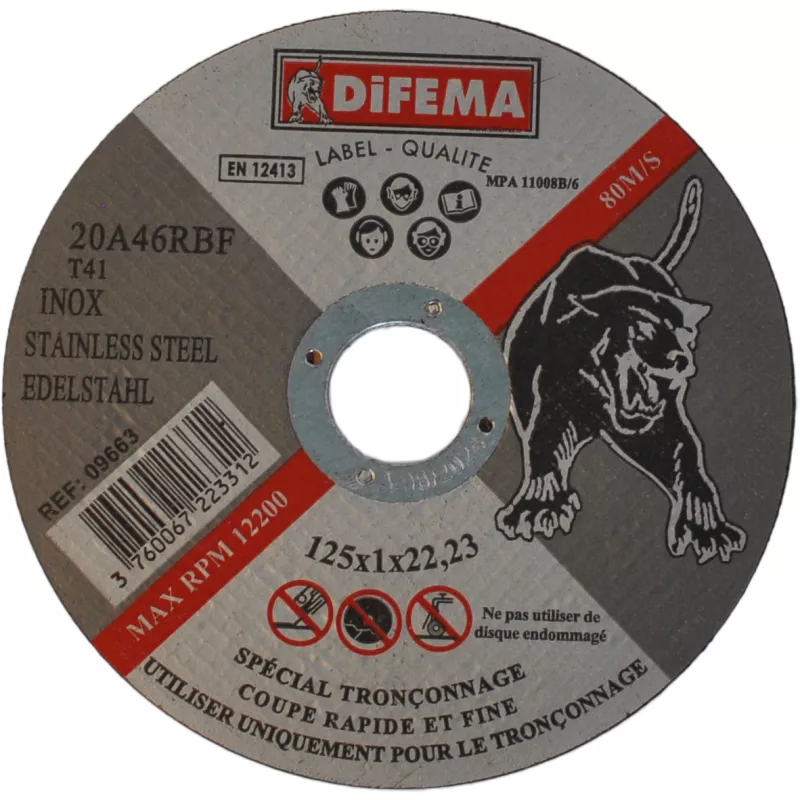 DiFEMA
LABEL - QUALITE
EN 12413
MPA 11008B/6
80M/S
20A46RBF
T41
INOX
STAINLESS STEEL
EDELSTAHL
REF: 09663
3 760067 223312
MAX RPM 12200
125x1x22,23
Ne pas utiliser de
disque endommagé
SPÉCIAL TRONÇONNAGE
COUPE RAPIDE ET FINE
UTILISER UNIQUEMENT POUR LE TRONÇONNAGE